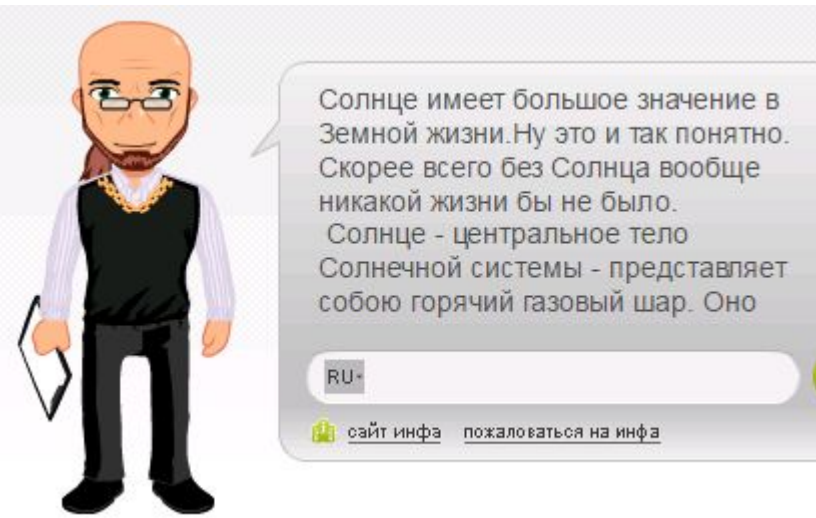 Солнце имеет большое значение в
Земной жизни.Ну это и так понятно.
Скорее всего без Солнца вообще
никакой жизни бы не было.
Солнце - центральное тело
Солнечной системы - представляет
собою горячий газовый шар. Оно
RU
сайт инфа пожаловаться на инфа